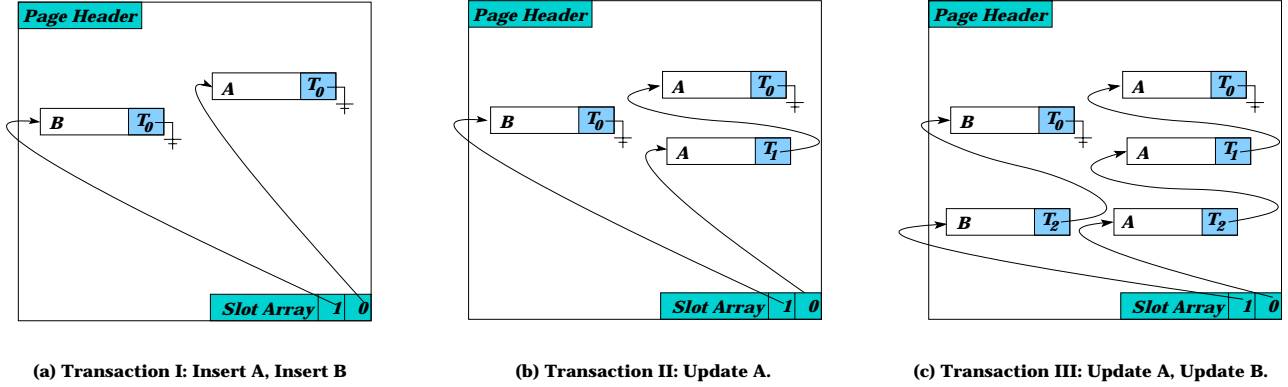 Page Header
A T0
B T0
Slot Array 1 0
(a) Transaction I: Insert A, Insert B
Page Header
A T0
B T0
A T1
Slot Array 1 0
(b) Transaction II: Update A.
Page Header
A T0
B T0
A T1
B T2
A T2
Slot Array 1 0
(c) Transaction III: Update A, Update B.